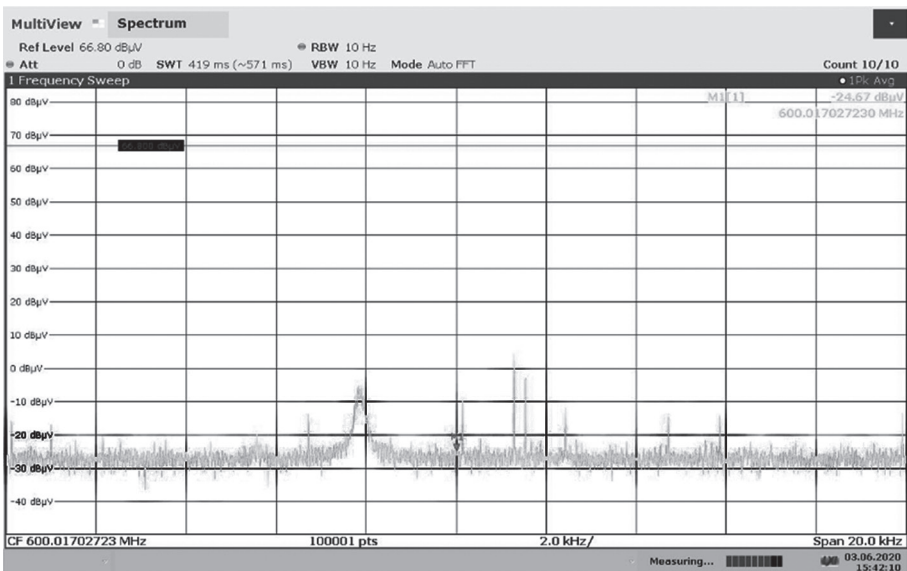 MultiView Spectrum
Ref Level 66.80 dBµV RBW 10 Hz
Att 0 dB SWT 419 ms (~571 ms) VBW 10 Hz Mode Auto FFT Count 10/10
1 Frequency Sweep 1Pk Avg
M1[1] -24.67 dBµV
600.017027230 MHz
80 dBµV
70 dBµV
66.800 dBµV
60 dBµV
50 dBµV
40 dBµV
30 dBµV
20 dBµV
10 dBµV
0 dBµV
-10 dBµV
-20 dBµV
-30 dBµV
-40 dBµV
CF 600.01702723 MHz 100001 pts 2.0 kHz/ Span 20.0 kHz
Measuring... 03.06.2020
15:42:10